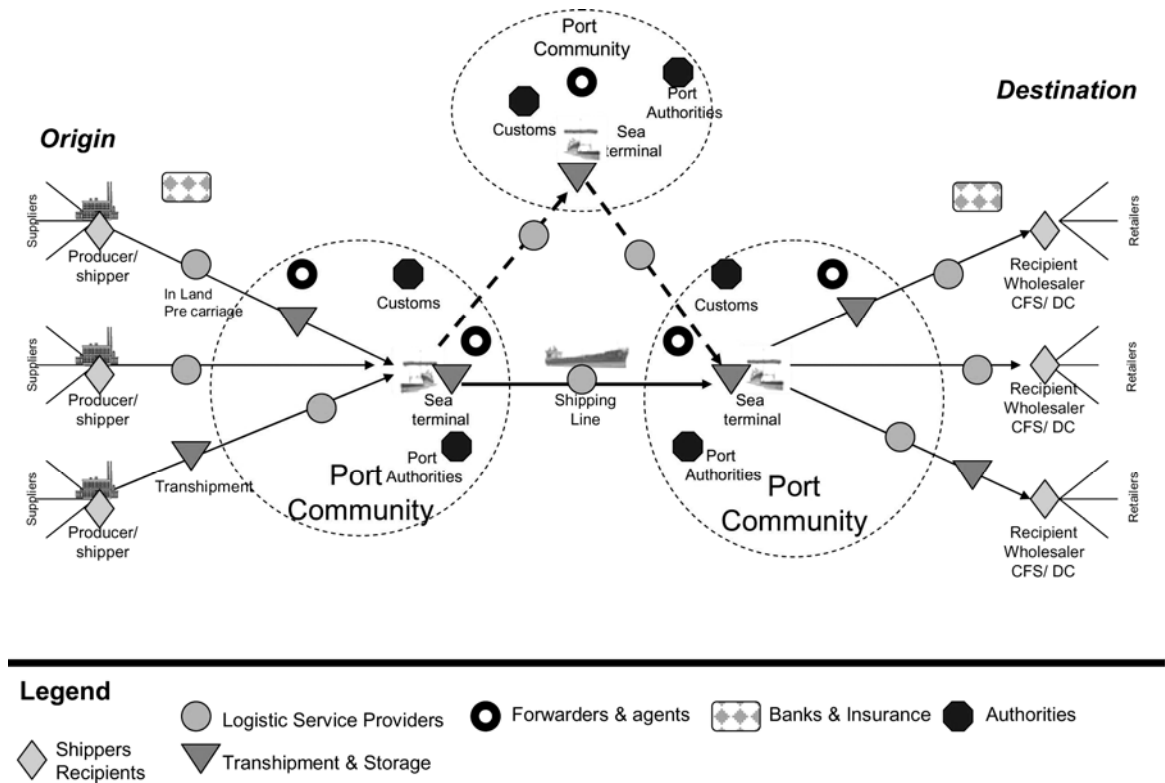 Port
Community
Customs
Port
Authorities
Sea
terminal
Origin
Destination
Suppliers
Producer/
shipper
In Land
Pre carriage
Suppliers
Producer/
shipper
Suppliers
Transhipment
Producer/
shipper
Customs
Sea
terminal
Port
Authorities
Port
Community
Shipping
Line
Customs
Sea
terminal
Port
Authorities
Port
Community
Retailers
Recipient
Wholesaler
CFS/ DC
Retailers
Recipient
Wholesaler
CFS/ DC
Retailers
Recipient
Wholesaler
CFS/ DC
Legend
Logistic Service Providers
Forwarders & agents
Banks & Insurance
Authorities
Shippers
Recipients
Transhipment & Storage